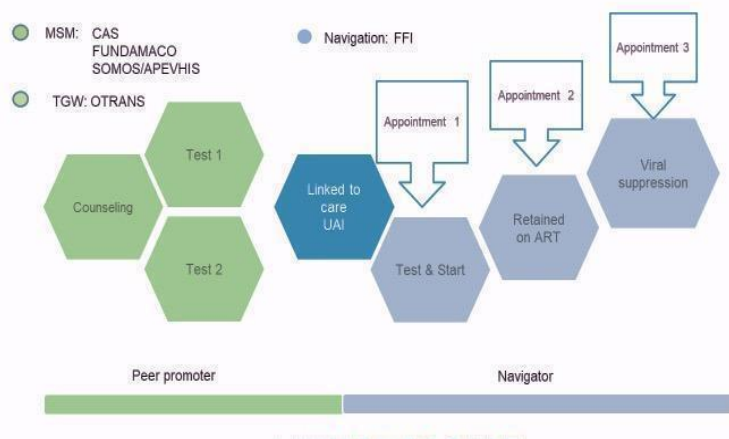 MSM: CAS
FUNDAMACO
SOMOS/APEVHIS
TGW: OTRANS
Navigation: FFI
Appointment 1
Appointment 2
Appointment 3
Counseling
Test 1
Test 2
Linked to
care
UAI
Test & Start
Retained
on ART
Viral
suppression
Peer promoter
Navigator